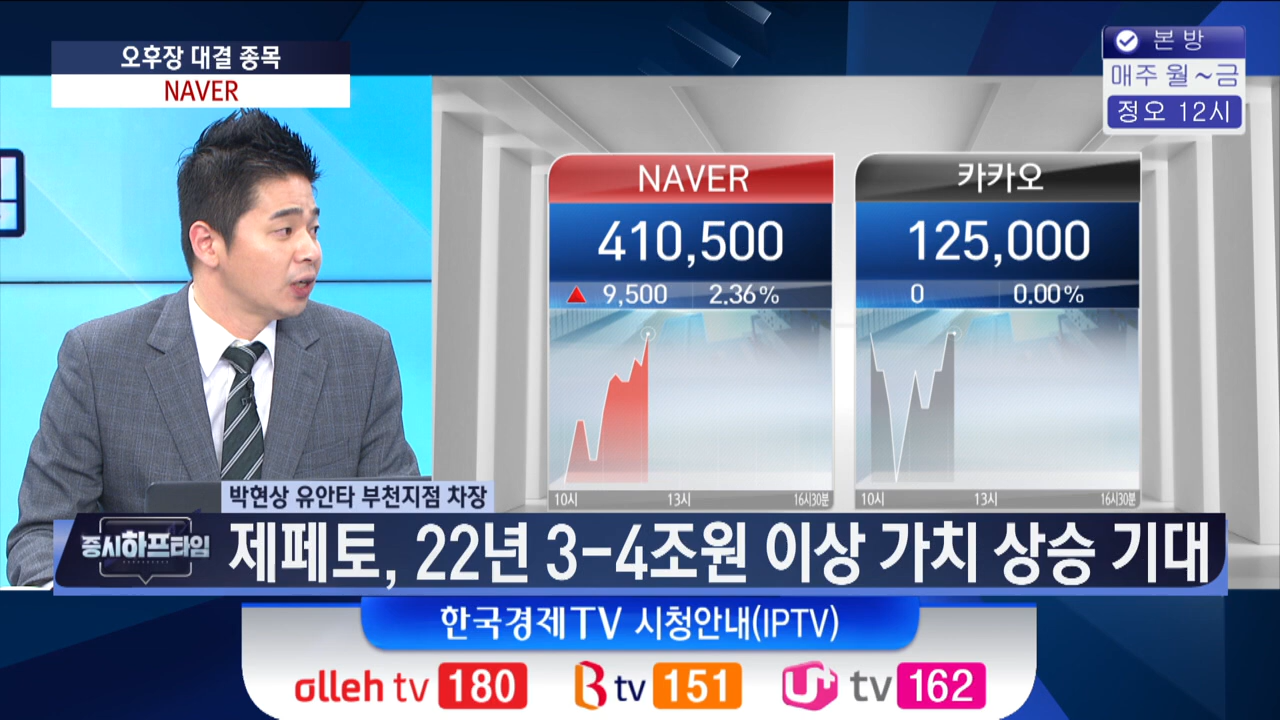 오후장 대결 종목
NAVER
본 방
매주 월~금
정오 12시
NAVER
410,500
▲ 9,500 2.36%
10시 13시 16시30분
카카오
125,000
0 0.00%
10시 13시 16시30분
박현상 유안타 부천지점 차장
증시하프타임
제페토, 22년 3-4조원 이상 가치 상승 기대
한국경제TV 시청안내(IPTV)
olleh tv 180
B tv 151
U+ tv 162